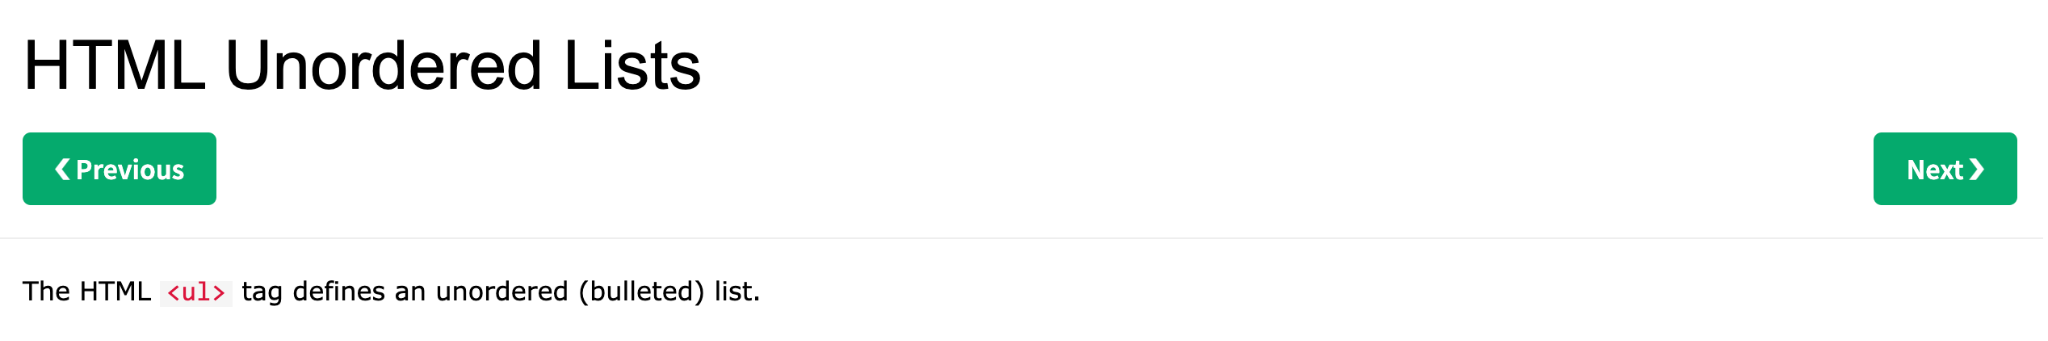 HTML Unordered Lists
❮ Previous
Next ❯
The HTML <ul> tag defines an unordered (bulleted) list.